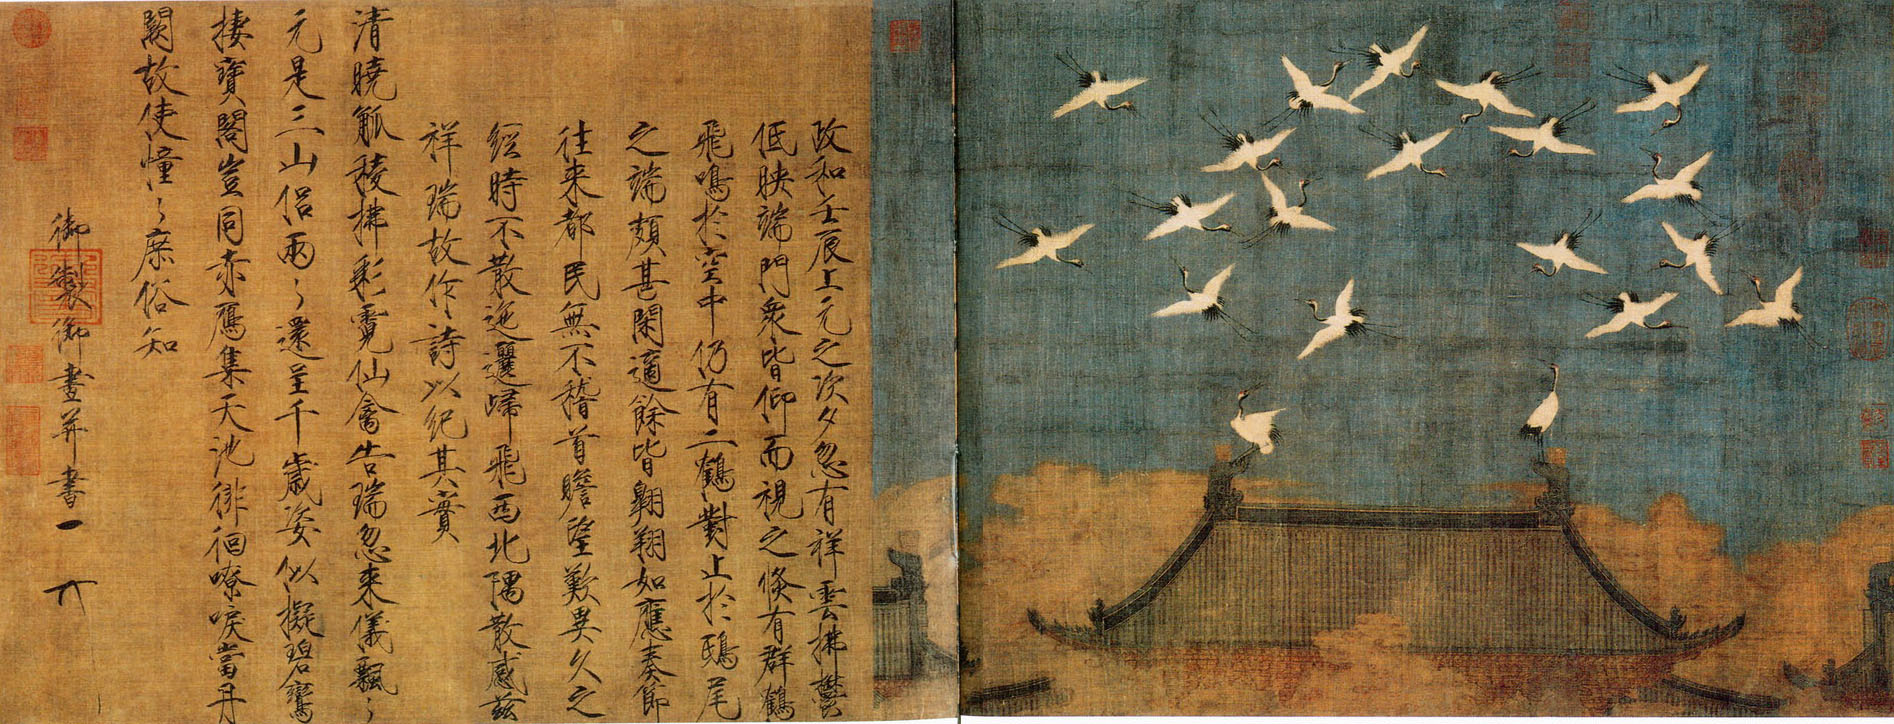 政和壬辰上元之次夕忽有祥雲拂鬱
低映端門衆皆仰而視之倏有群鶴
飛鳴於空中仍有二鶴對止於鴟尾
之端頗甚閑適餘皆翱翔如應奏節
往來都民無不稽首瞻望歎異久之
經時不散迤邐歸飛西北隅散感茲
祥瑞故作詩以紀其實
清曉觚稜拂彩霓仙禽告瑞忽來儀飄〻
元是三山侶兩〻還呈千歲姿似擬碧鸞
棲寶閣豈同赤鴈集天池徘徊嘹唳當丹
闕故使憧〻庶俗知
御製御畫并書